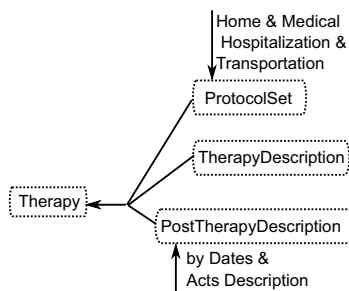 Home & Medical
Hospitalization &
Transportation
ProtocolSet
TherapyDescription
Therapy
PostTherapyDescription
by Dates &
Acts Description